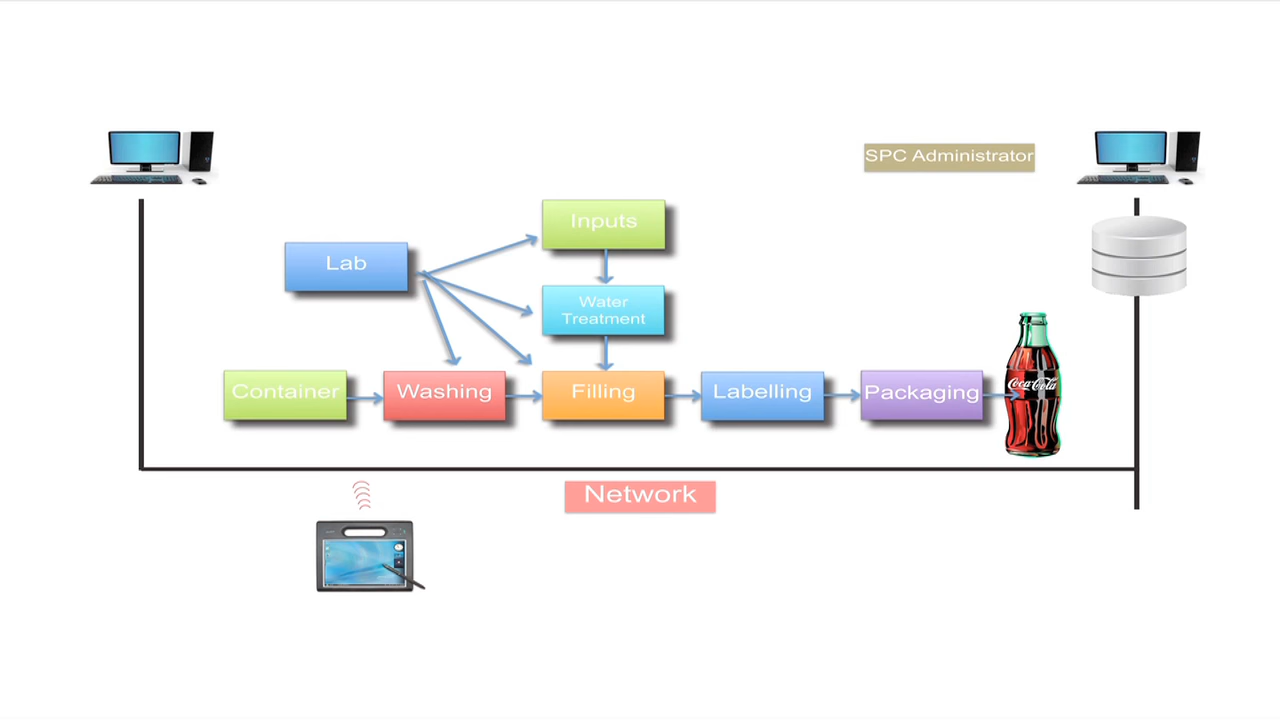 SPC Administrator
Inputs
Lab
Water
Treatment
Container
Washing
Filling
Labelling
Packaging
Coca-Cola
Network